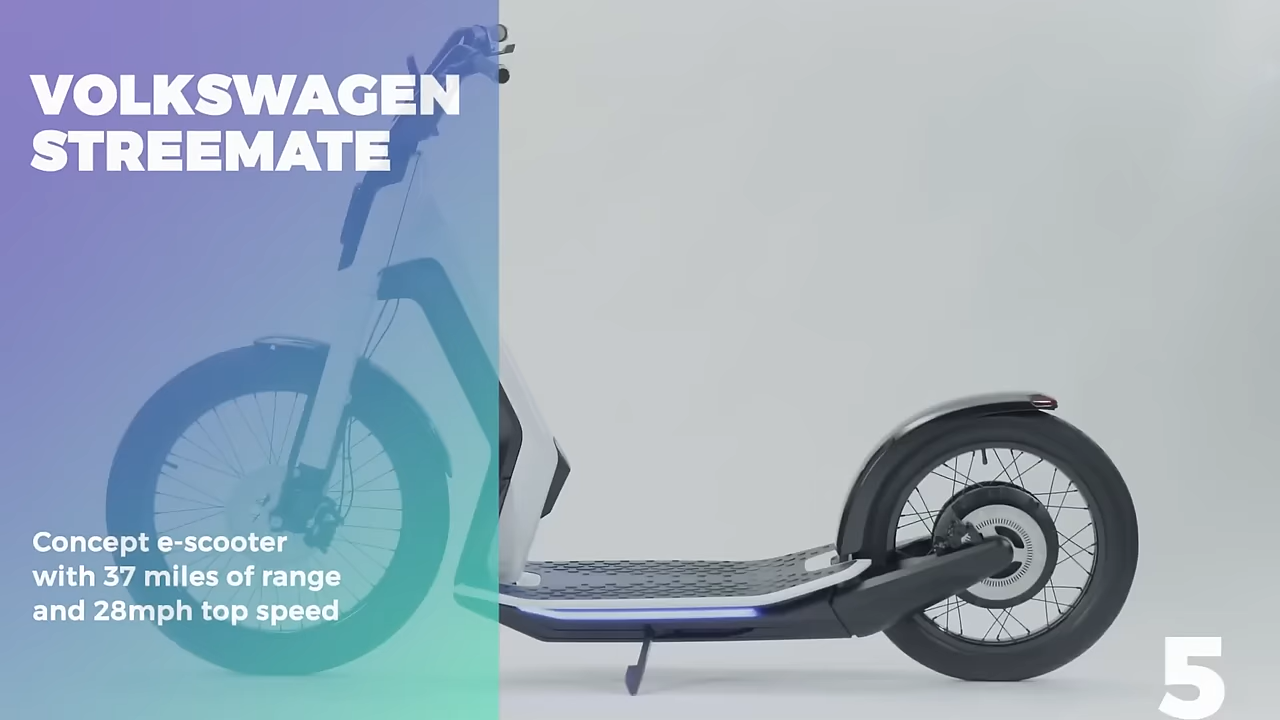 VOLKSWAGEN
STREEMATE
Concept e-scooter
with 37 miles of range
and 28mph top speed
5